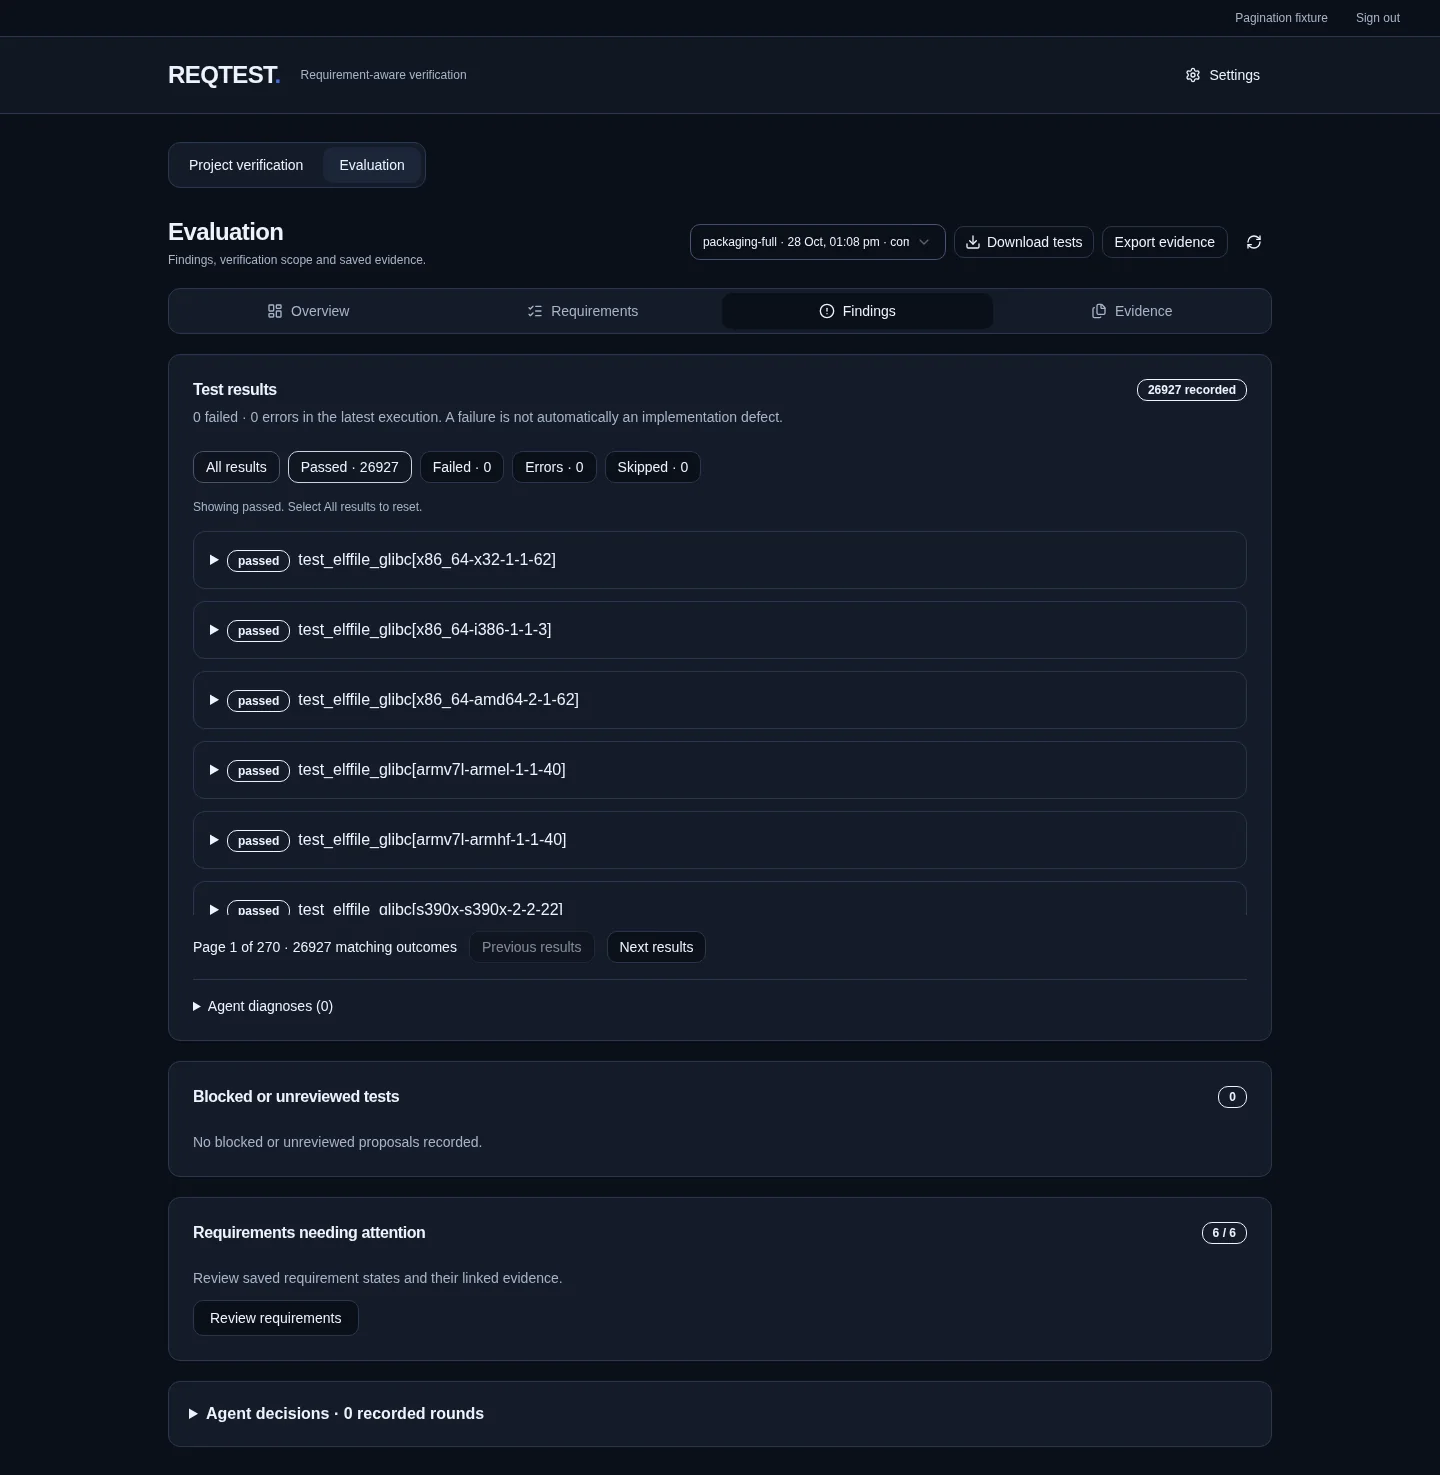 Pagination fixture
Sign out
REQTEST.
Requirement-aware verification
Settings
Project verification
Evaluation
Evaluation
Findings, verification scope and saved evidence.
packaging-full · 28 Oct, 01:08 pm · con
Download tests
Export evidence
Overview
Requirements
Findings
Evidence
Test results
26927 recorded
0 failed · 0 errors in the latest execution. A failure is not automatically an implementation defect.
All results
Passed · 26927
Failed · 0
Errors · 0
Skipped · 0
Showing passed. Select All results to reset.
passed test_elffile_glibc[x86_64-x32-1-1-62]
passed test_elffile_glibc[x86_64-i386-1-1-3]
passed test_elffile_glibc[x86_64-amd64-2-1-62]
passed test_elffile_glibc[armv7l-armel-1-1-40]
passed test_elffile_glibc[armv7l-armhf-1-1-40]
passed test_elffile_glibc[s390x-s390x-2-2-22]
Page 1 of 270 · 26927 matching outcomes
Previous results
Next results
Agent diagnoses (0)
Blocked or unreviewed tests
0
No blocked or unreviewed proposals recorded.
Requirements needing attention
6 / 6
Review saved requirement states and their linked evidence.
Review requirements
Agent decisions · 0 recorded rounds